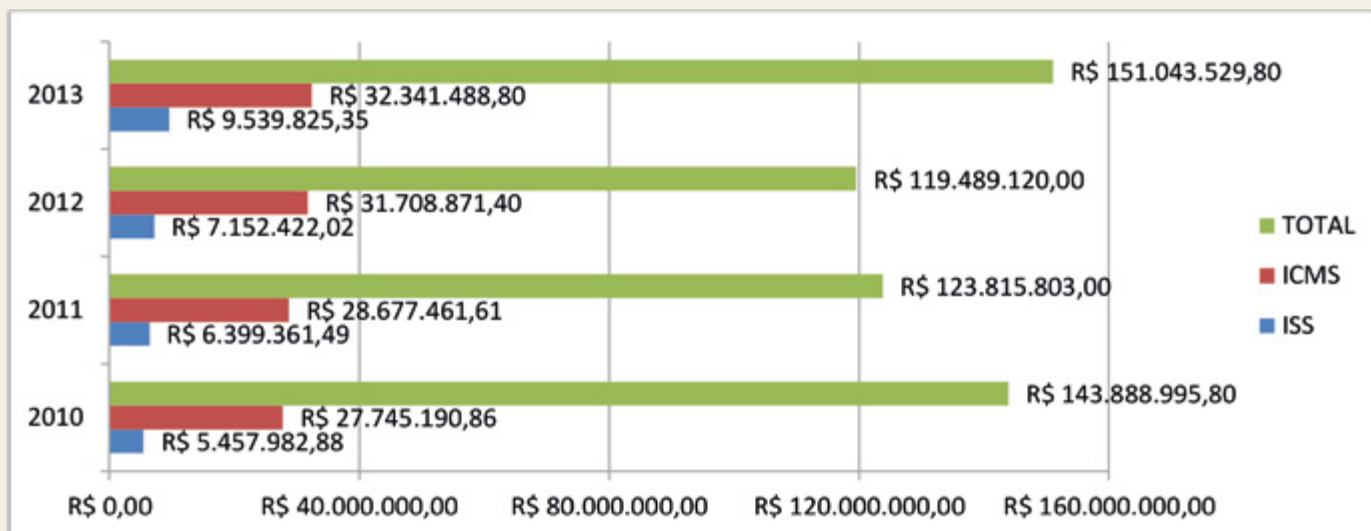 R$ 151.043.529,80
2013
R$ 32.341.488,80
R$ 9.539.825,35
R$ 119.489.120,00
2012
R$ 31.708.871,40
R$ 7.152.422,02
R$ 123.815.803,00
2011
R$ 28.677.461,61
R$ 6.399.361,49
R$ 143.888.995,80
2010
R$ 27.745.190,86
R$ 5.457.982,88
R$ 0,00 R$ 40.000.000,00 R$ 80.000.000,00 R$ 120.000.000,00 R$ 160.000.000,00
TOTAL
ICMS
ISS